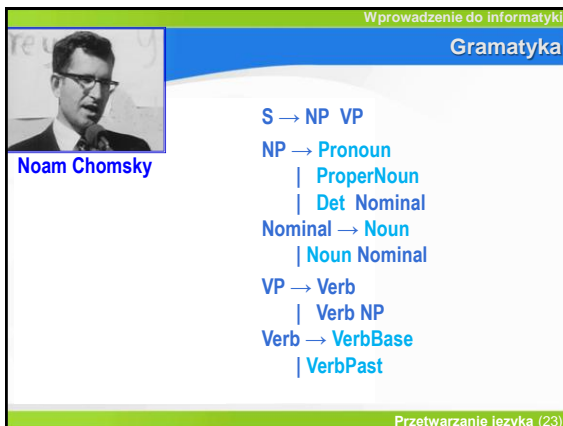 Wprowadzenie do informatyki
Gramatyka
Noam Chomsky
S → NP VP
NP → Pronoun
| ProperNoun
| Det Nominal
Nominal → Noun
| Noun Nominal
VP → Verb
| Verb NP
Verb → VerbBase
| VerbPast
Przetwarzanie języka (23)